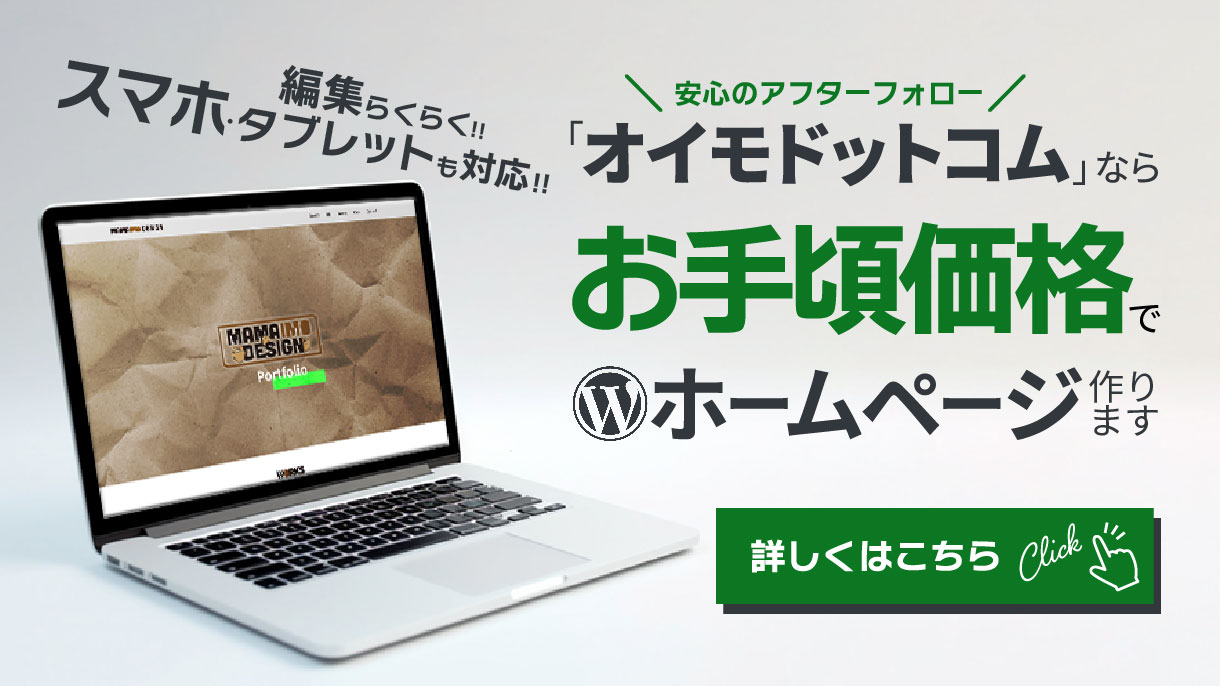 編集らくらく!!
スマホ・タブレットも対応!!
安心のアフターフォロー
「オイモドットコム」なら
お手頃価格で
ホームページ作ります
詳しくはこちら Click
MAMAIMO DESIGN
MAMAIMO
DESIGN
Portfolio